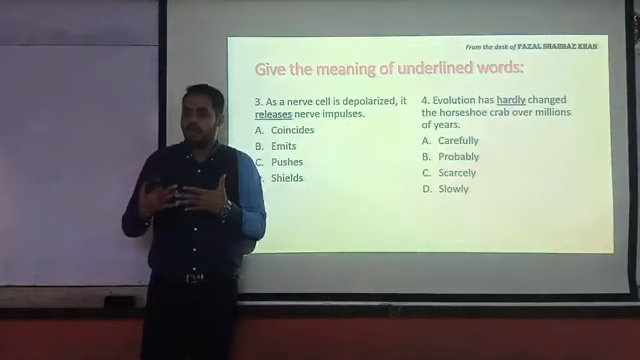 From the desk of FAZAL SHAHBAZ KHAN
Give the meaning of underlined words:
3. As a nerve cell is depolarized, it
releases nerve impulses.
A. Coincides
B. Emits
C. Pushes
Shields
4. Evolution has hardly changed
the horseshoe crab over millions
of years.
A. Carefully
B. Probably
C. Scarcely
D. Slowly